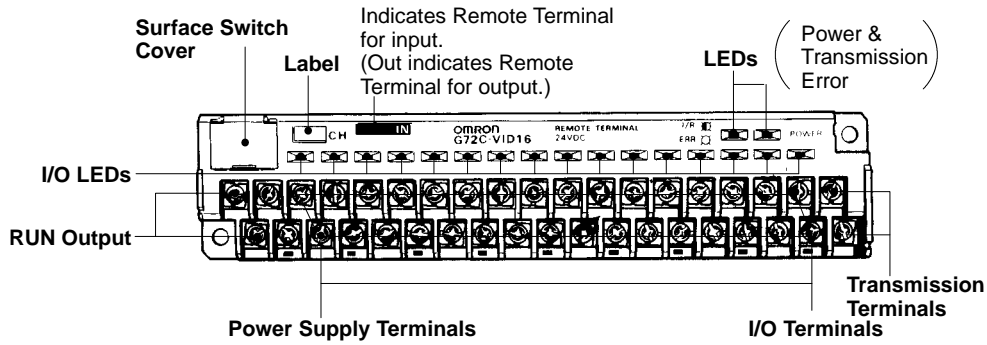 Surface Switch
Cover
Label
Indicates Remote Terminal
for input.
(Out indicates Remote
Terminal for output.)
LEDs
(Power &
Transmission
Error)
CH
IN
OMRON
G72C-VID16
REMOTE TERMINAL
24VDC
T/R
ERR
POWER
I/O LEDs
RUN Output
Transmission
Terminals
Power Supply Terminals
I/O Terminals